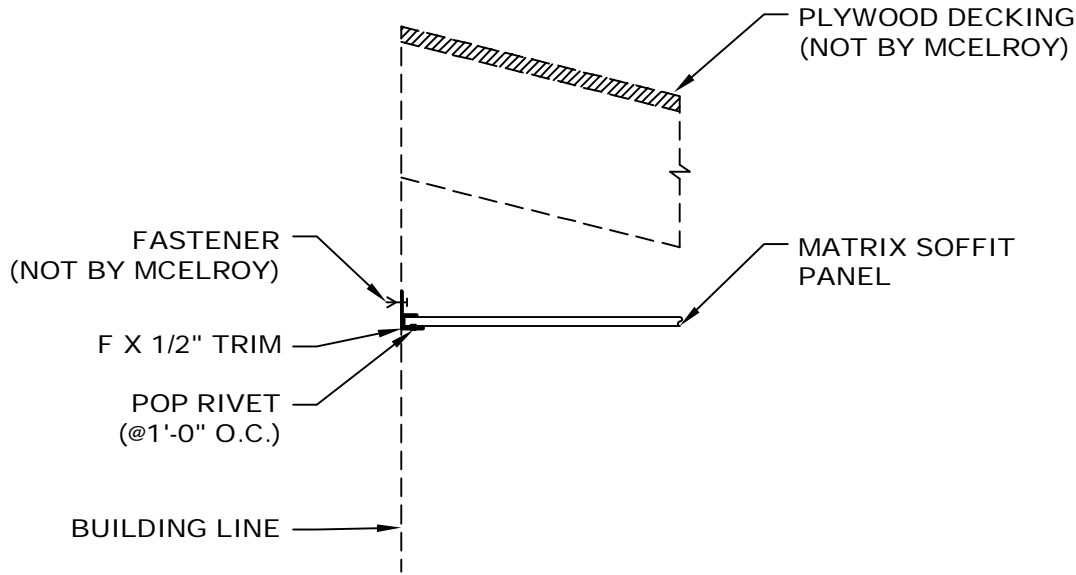 PLYWOOD DECKING
(NOT BY MCELROY)
FASTENER
(NOT BY MCELROY)
MATRIX SOFFIT
PANEL
F X 1/2" TRIM
POP RIVET
(@1'-0" O.C.)
BUILDING LINE